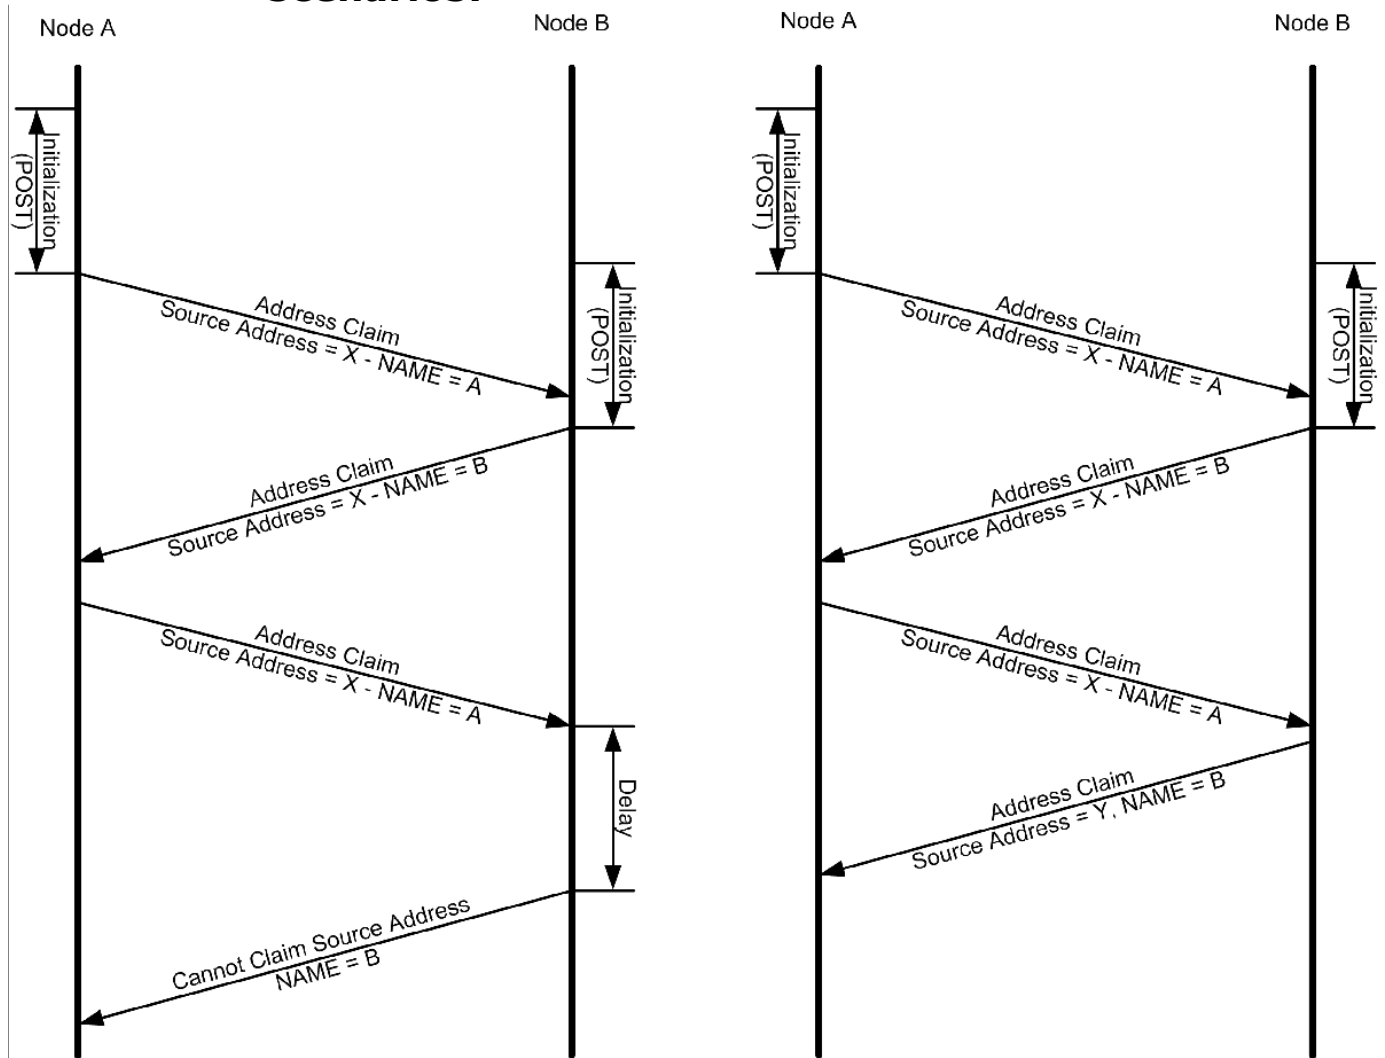 Node A
Node B
Initialization
(POST)
Initialization
(POST)
Address Claim
Source Address = X - NAME = A
Address Claim
Source Address = X - NAME = B
Address Claim
Source Address = X - NAME = A
Delay
Cannot Claim Source Address
NAME = B
Node A
Node B
Initialization
(POST)
Initialization
(POST)
Address Claim
Source Address = X - NAME = A
Address Claim
Source Address = X - NAME = B
Address Claim
Source Address = X - NAME = A
Address Claim
Source Address = Y, NAME = B